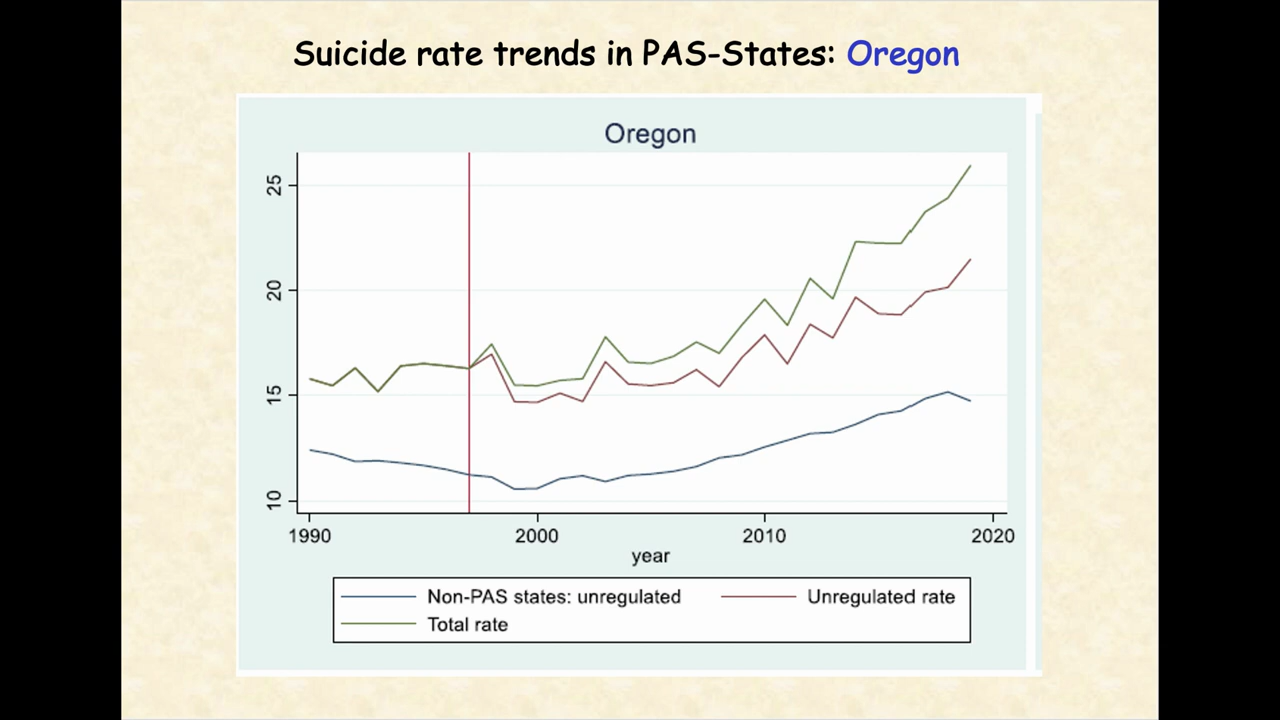 Suicide rate trends in PAS-States: Oregon
Oregon
25
20
15
10
1990 2000 2010 2020
year
Non-PAS states: unregulated Unregulated rate
Total rate